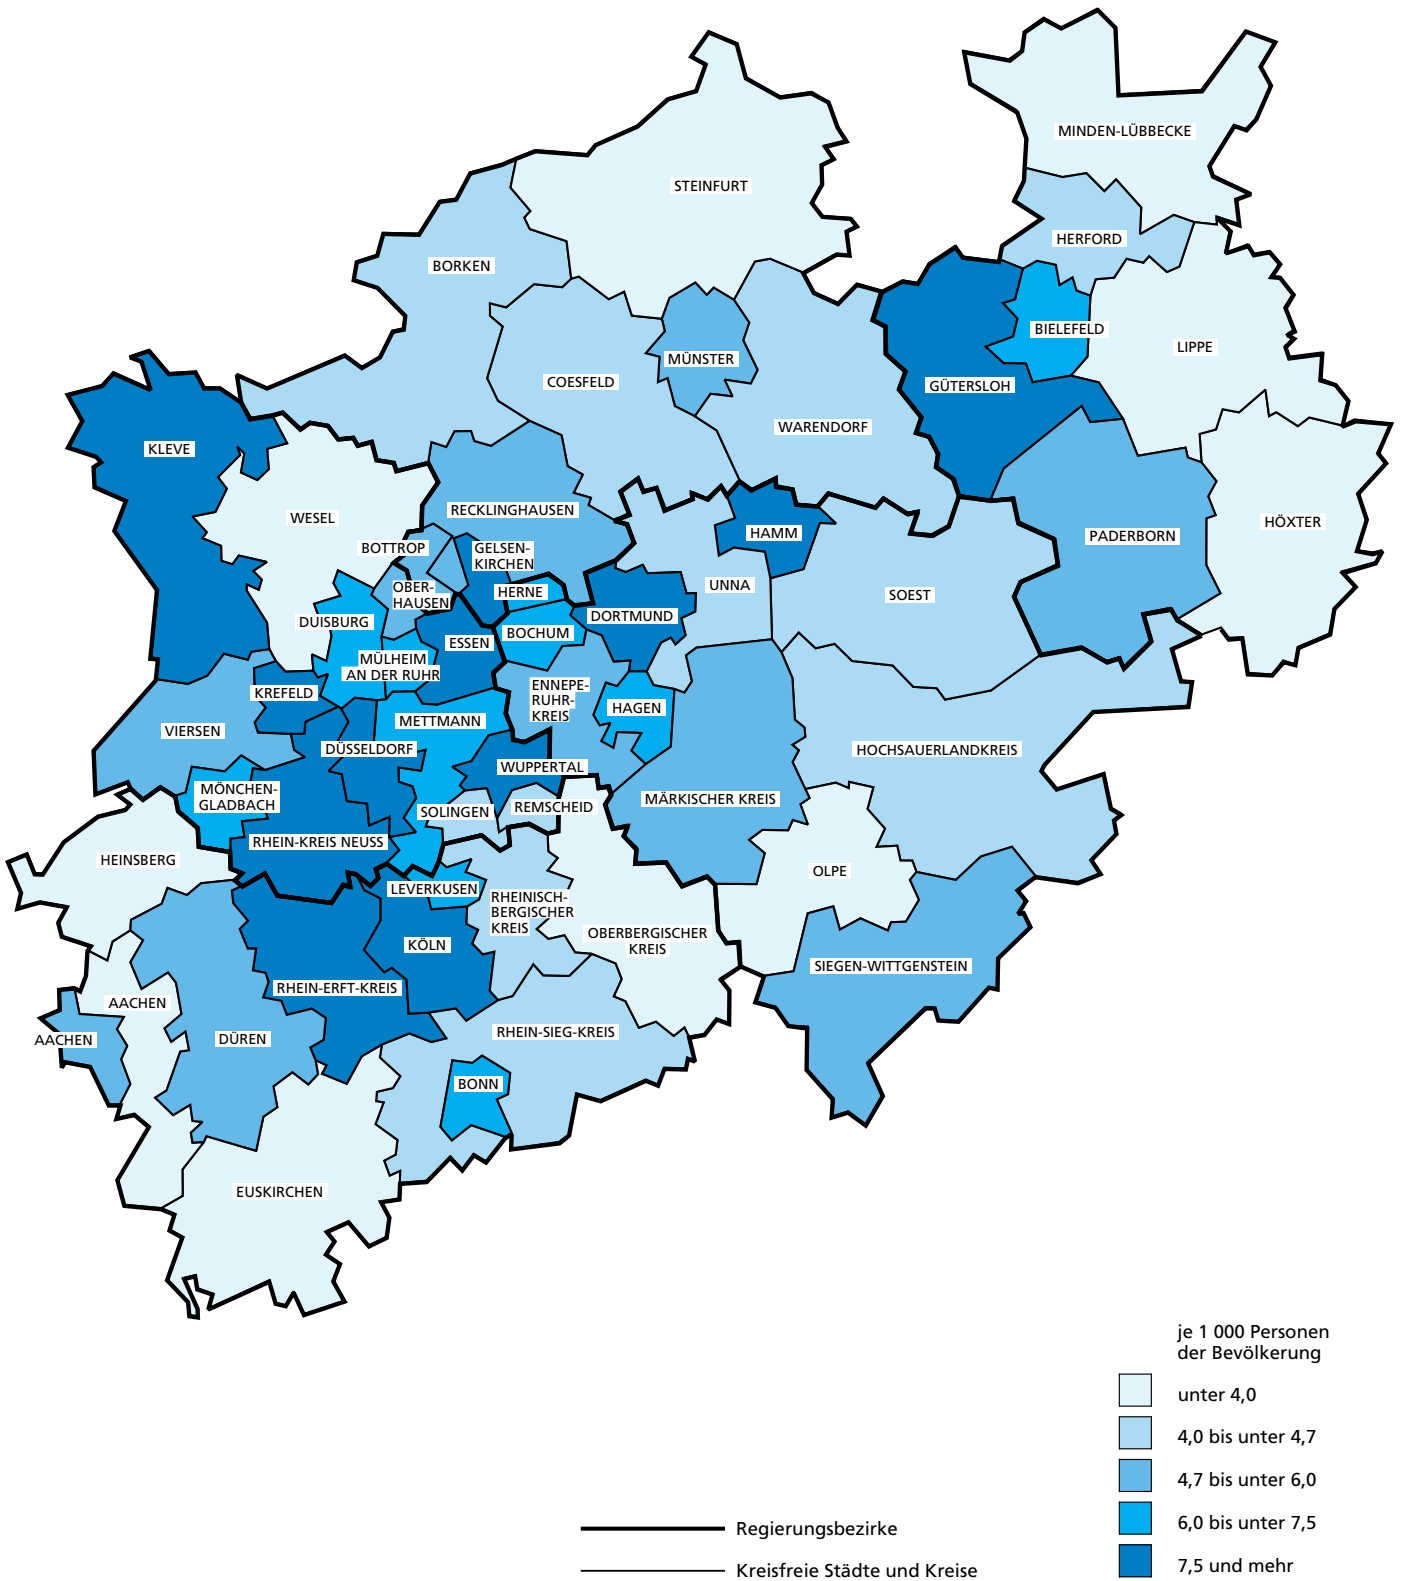 MINDEN-LÜBBECKE
STEINFURT
HERFORD
BORKEN
BIELEFELD
LIPPE
MÜNSTER
COESFELD
GÜTERSLOH
WARENDORF
KLEVE
RECKLINGHAUSEN
WESEL
HÖXTER
HAMM
PADERBORN
BOTTROP
GELSEN-
KIRCHEN
UNNA
OBER-
HAUSEN
HERNE
SOEST
DORTMUND
DUISBURG
BOCHUM
ESSEN
MÜLHEIM
AN DER RUHR
KREFELD
ENNEPE-
RUHR-
KREIS
HAGEN
METTMANN
VIERSEN
DÜSSELDORF
HOCHSAUERLANDKREIS
WUPPERTAL
MÖNCHEN-
GLADBACH
MÄRKISCHER KREIS
REMSCHEID
SOLINGEN
RHEIN-KREIS NEUSS
HEINSBERG
OLPE
LEVERKUSEN
RHEINISCH-
BERGISCHER
KREIS
OBERBERGISCHER
KREIS
KÖLN
SIEGEN-WITTGENSTEIN
RHEIN-ERFT-KREIS
AACHEN
RHEIN-SIEG-KREIS
AACHEN
DÜREN
BONN
EUSKIRCHEN
je 1 000 Personen
der Bevölkerung
unter 4,0
4,0 bis unter 4,7
4,7 bis unter 6,0
6,0 bis unter 7,5
7,5 und mehr
Regierungsbezirke
Kreisfreie Städte und Kreise